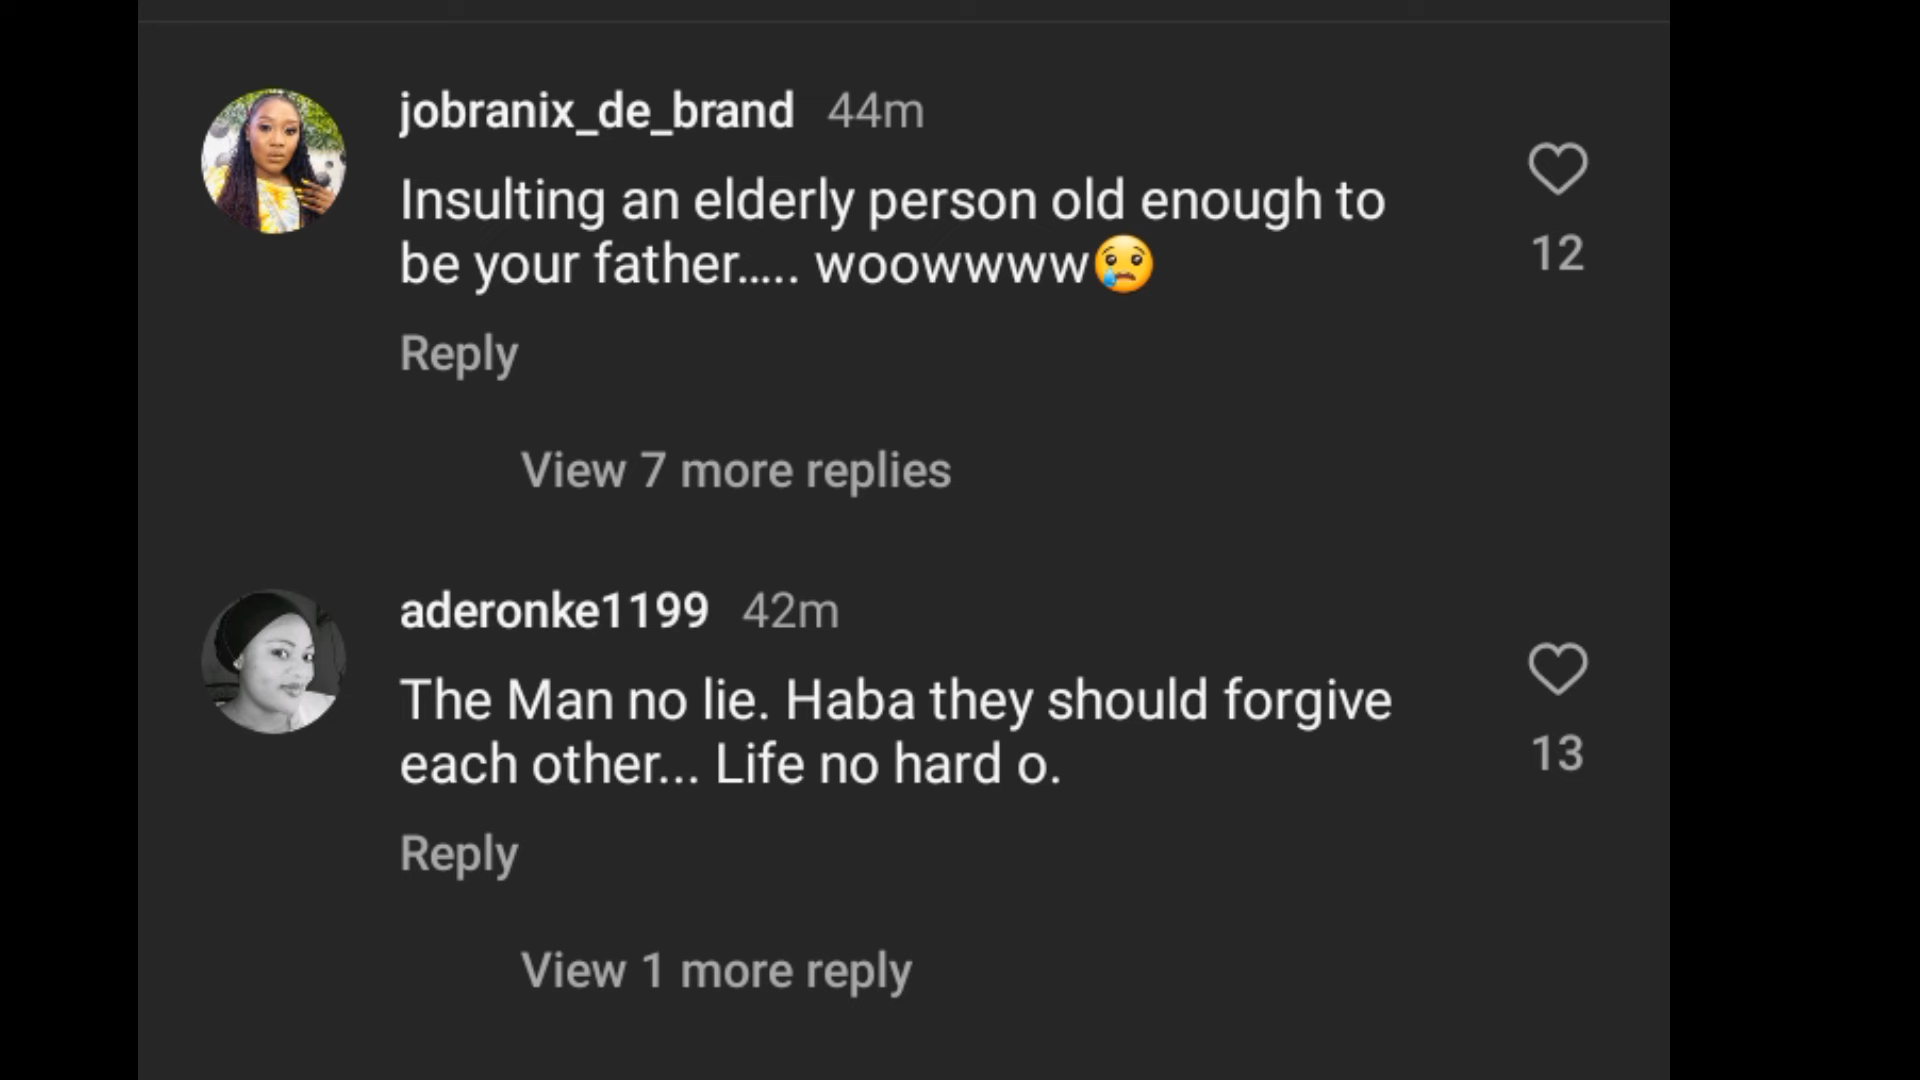 jobranix_de_brand 44m
Insulting an elderly person old enough to
be your father..... woowwww😢
12
Reply
View 7 more replies
aderonke1199 42m
The Man no lie. Haba they should forgive
each other... Life no hard o.
13
Reply
View 1 more reply